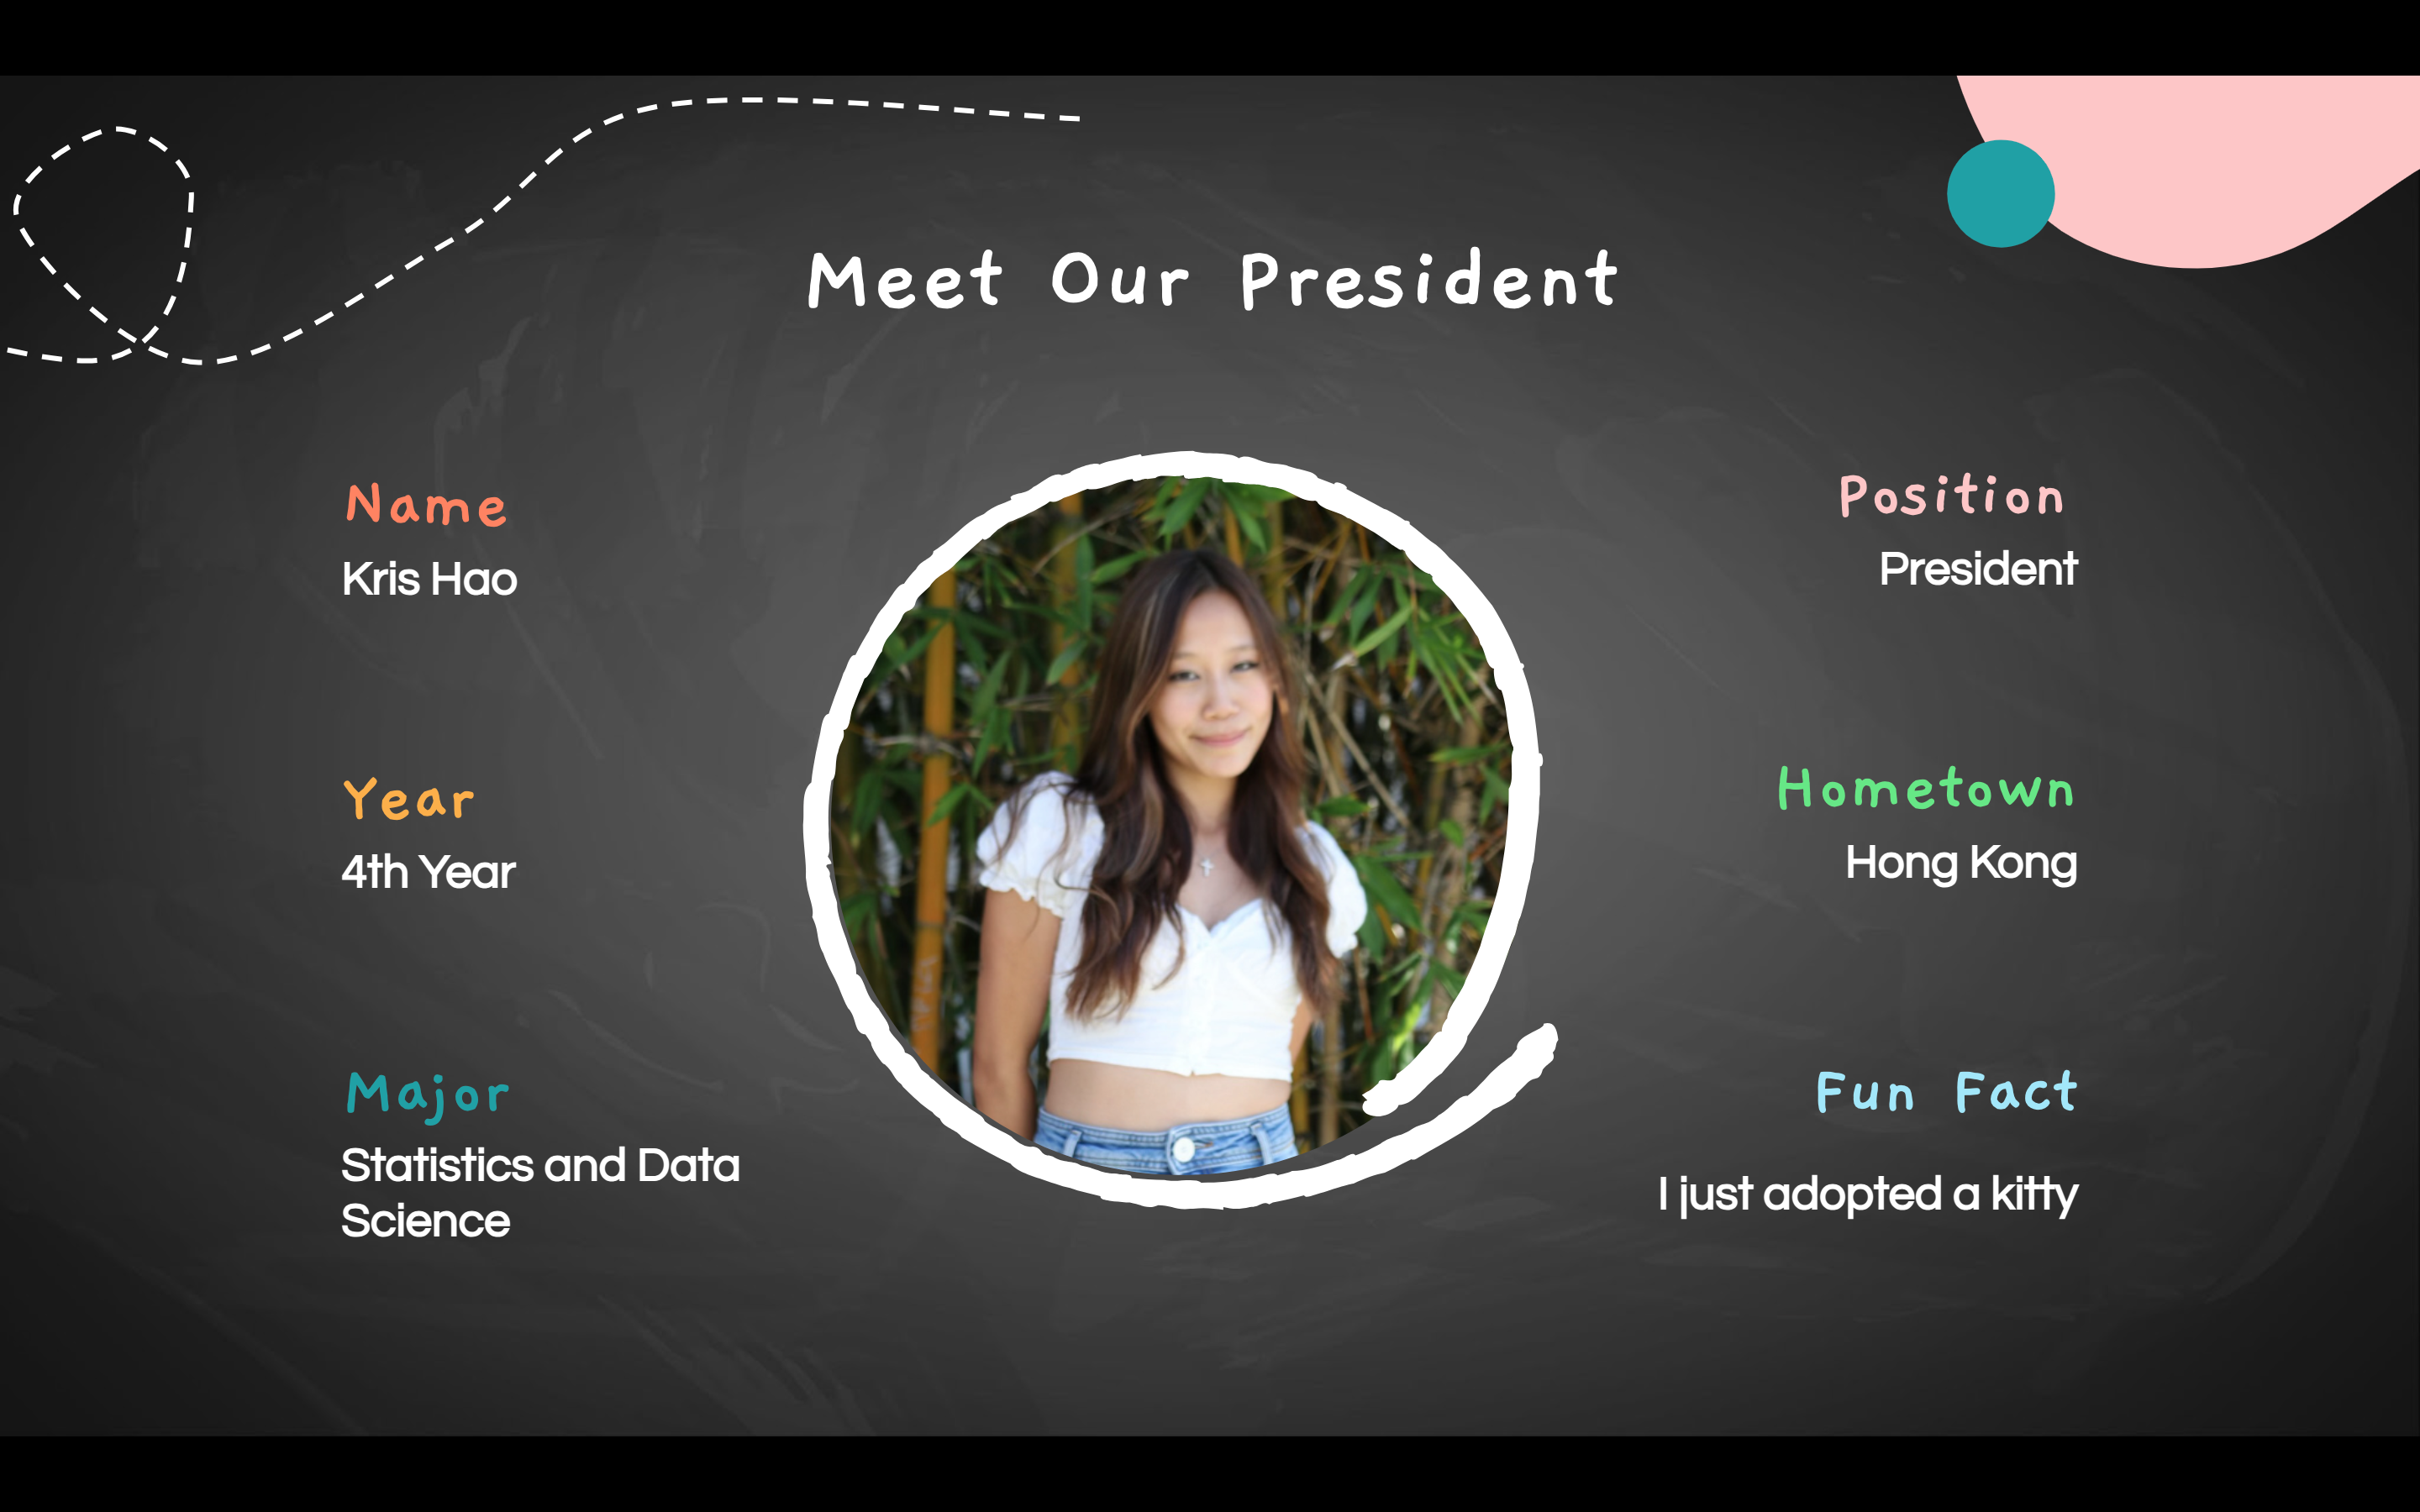 Meet Our President
Name
Kris Hao
Year
4th Year
Major
Statistics and Data
Science
Position
President
Hometown
Hong Kong
Fun Fact
I just adopted a kitty